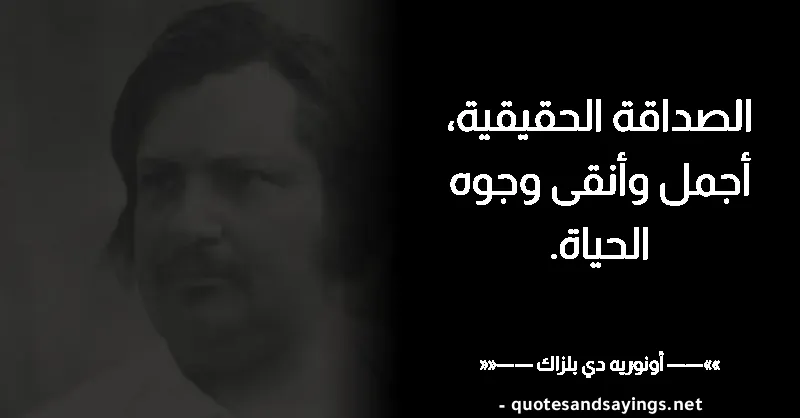 الصداقة الحقيقية،
أجمل وأنقى وجوه
الحياة.
»»—— أونوريه دي بلزاك ——««
- quotesandsayings.net